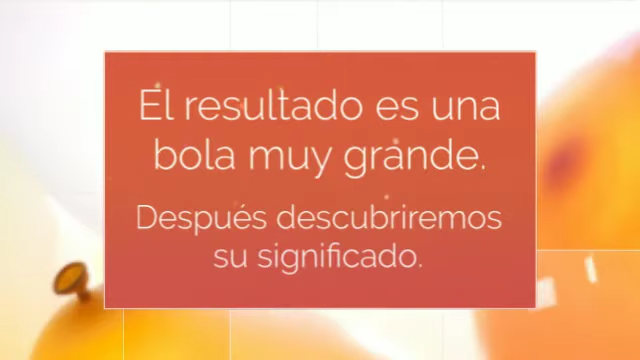 El resultado es una
bola muy grande.
Después descubriremos
su significado.